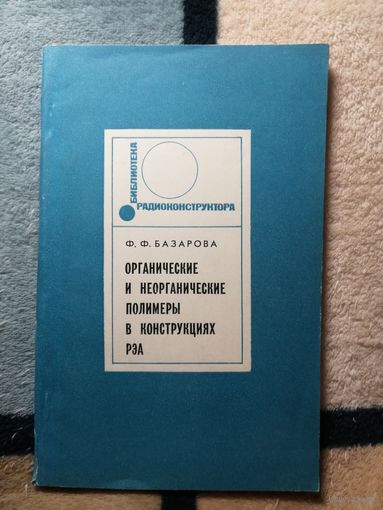 БИБЛИОТЕКА
РАДИОКОНСТРУКТОРА
Ф. Ф. БАЗАРОВА
ОРГАНИЧЕСКИЕ
И НЕОРГАНИЧЕСКИЕ
ПОЛИМЕРЫ
В КОНСТРУКЦИЯХ
РЭА